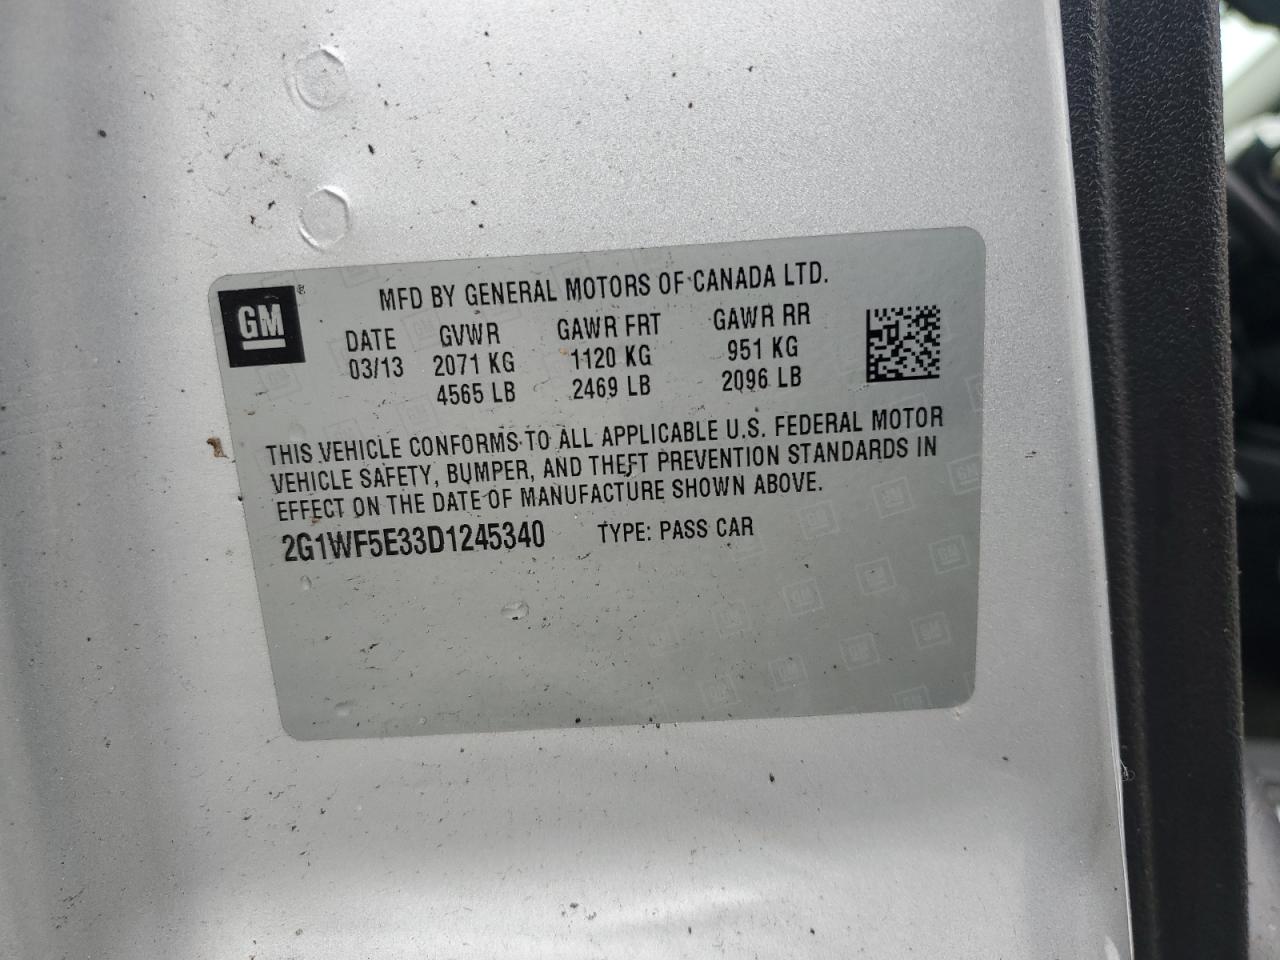 GM
MFD BY GENERAL MOTORS OF CANADA LTD.
DATE GVWR GAWR FRT GAWR RR
03/13 2071 KG 1120 KG 951 KG
4565 LB 2469 LB 2096 LB
THIS VEHICLE CONFORMS TO ALL APPLICABLE U.S. FEDERAL MOTOR
VEHICLE SAFETY, BUMPER, AND THEFT PREVENTION STANDARDS IN
EFFECT ON THE DATE OF MANUFACTURE SHOWN ABOVE.
2G1WF5E33D1245340 TYPE: PASS CAR